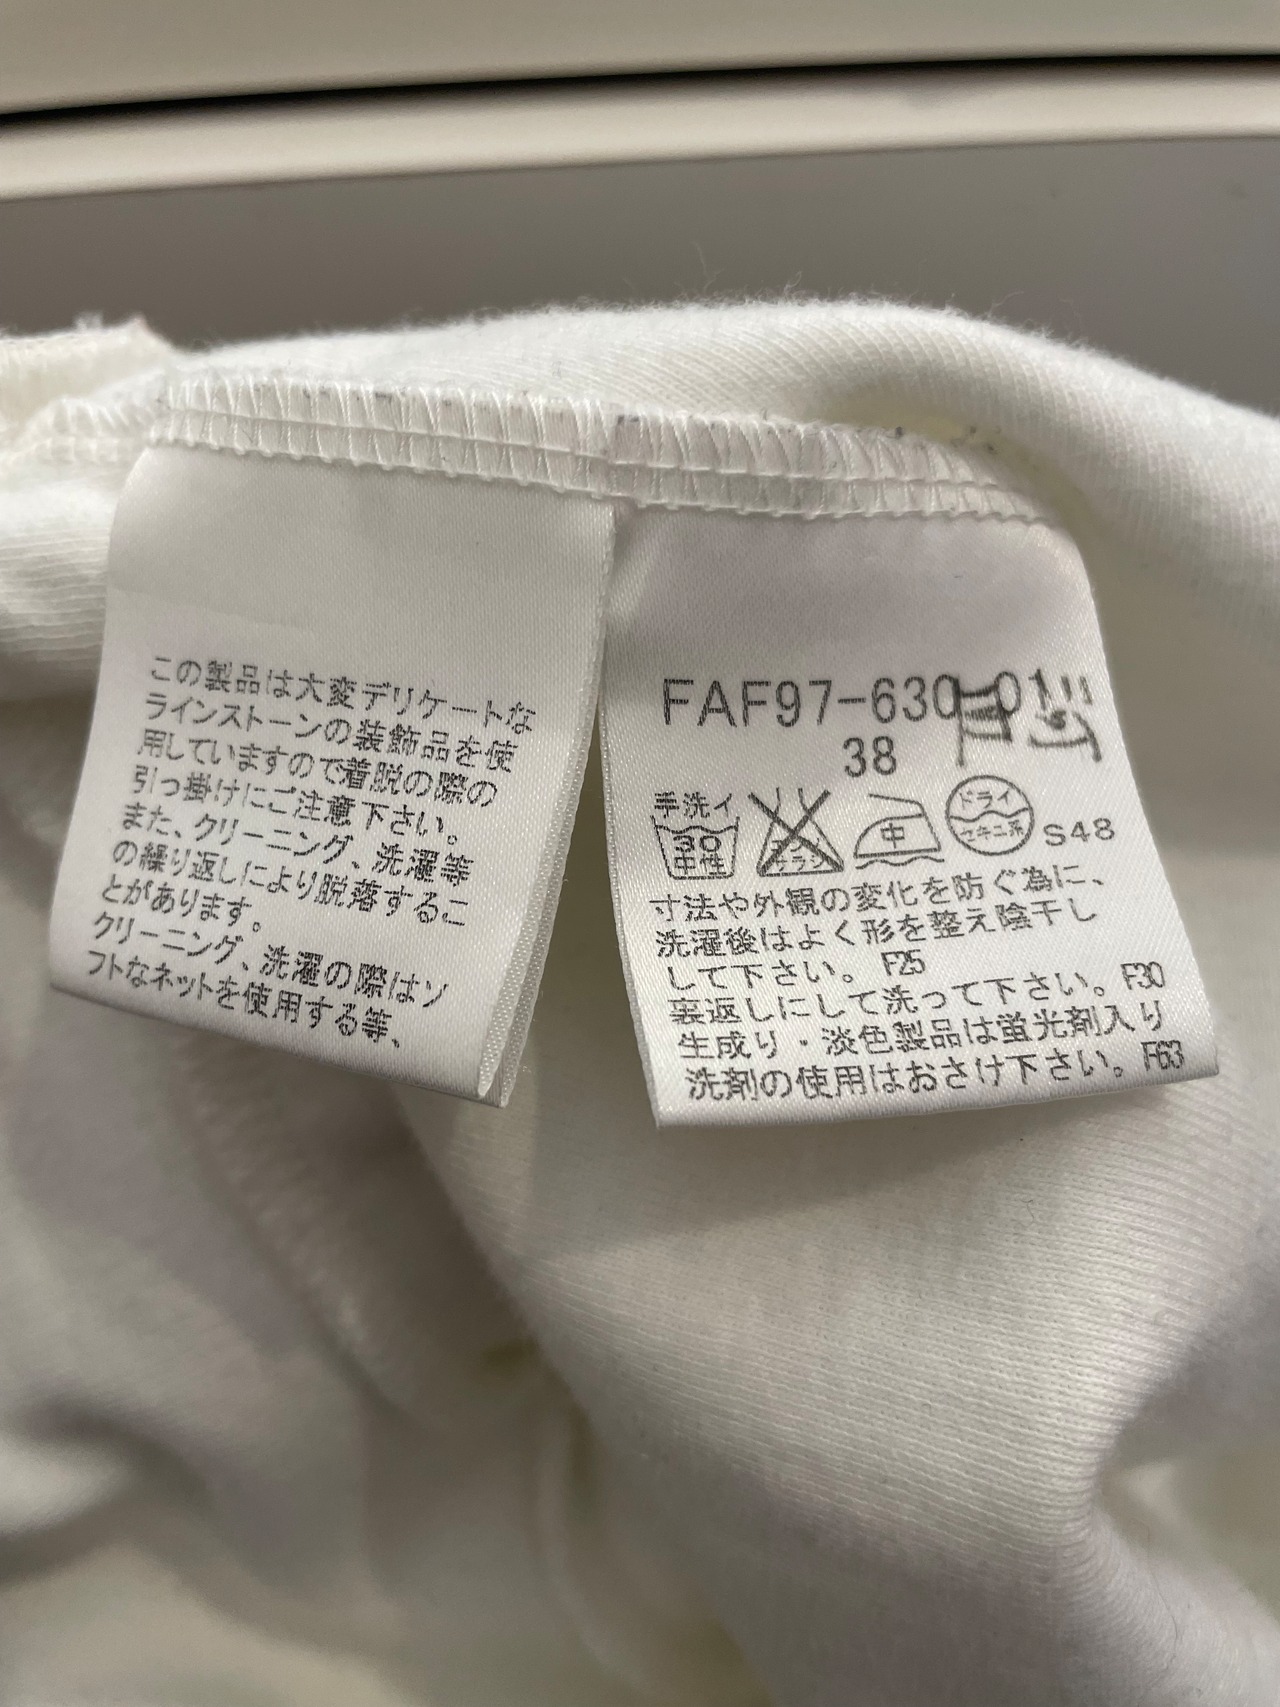 この製品は大変デリケートな
ラインストーンの装飾品を使
用していますので着脱の際の
引っ掛けにご注意下さい。
また、クリーニング、洗濯等
の繰り返しにより脱落するこ
とがあります。
クリーニング、洗濯の際はソ
フトなネットを使用する等、
FAF97-630 01
38
手洗イ
30
中性
中
ドライ
セキユ系
S48
寸法や外観の変化を防ぐ為に、
洗濯後はよく形を整え陰干し
して下さい。 F25
裏返しにして洗って下さい。F30
生成り・淡色製品は蛍光剤入り
洗剤の使用はおさけ下さい。F63